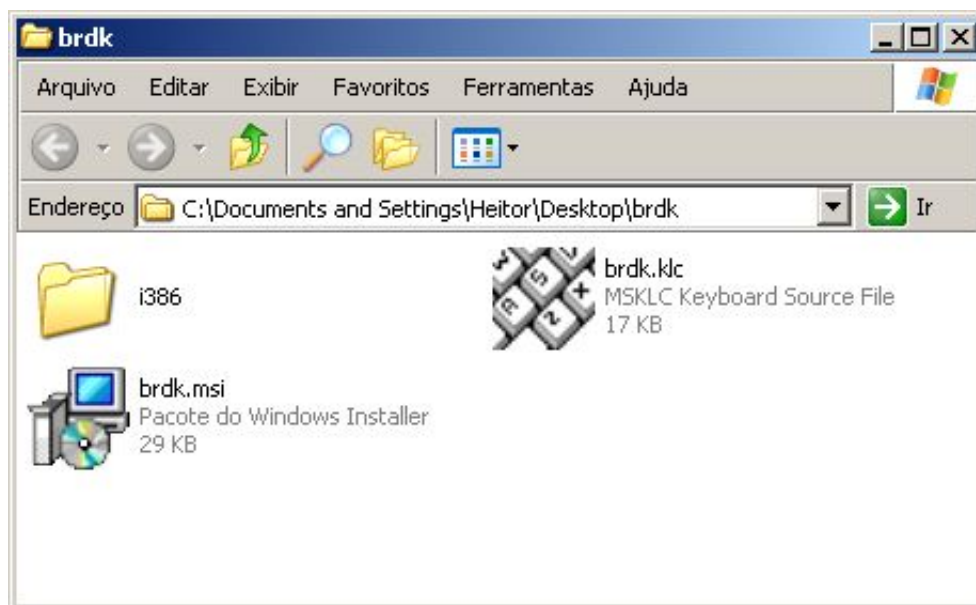 brdk
Arquivo Editar Exibir Favoritos Ferramentas Ajuda
Endereço C:\Documents and Settings\Heitor\Desktop\brdk Ir
i386
brdk.klc
MSKLC Keyboard Source File
17 KB
brdk.msi
Pacote do Windows Installer
29 KB